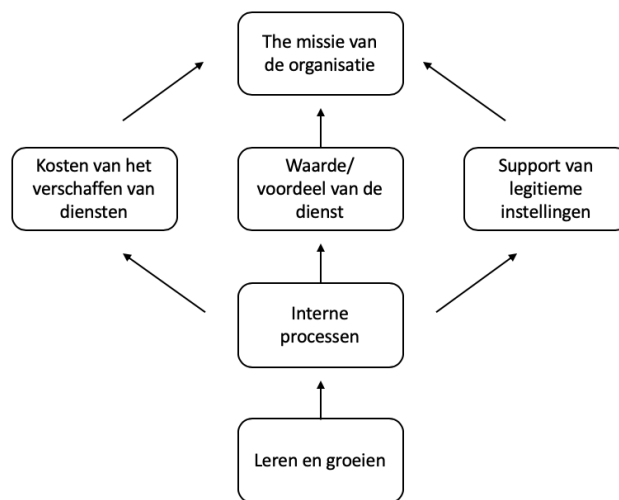 The missie van
de organisatie
Kosten van het
verschaffen van
diensten
Waarde/
voordeel van de
dienst
Support van
legitieme
instellingen
Interne
processen
Leren en groeien